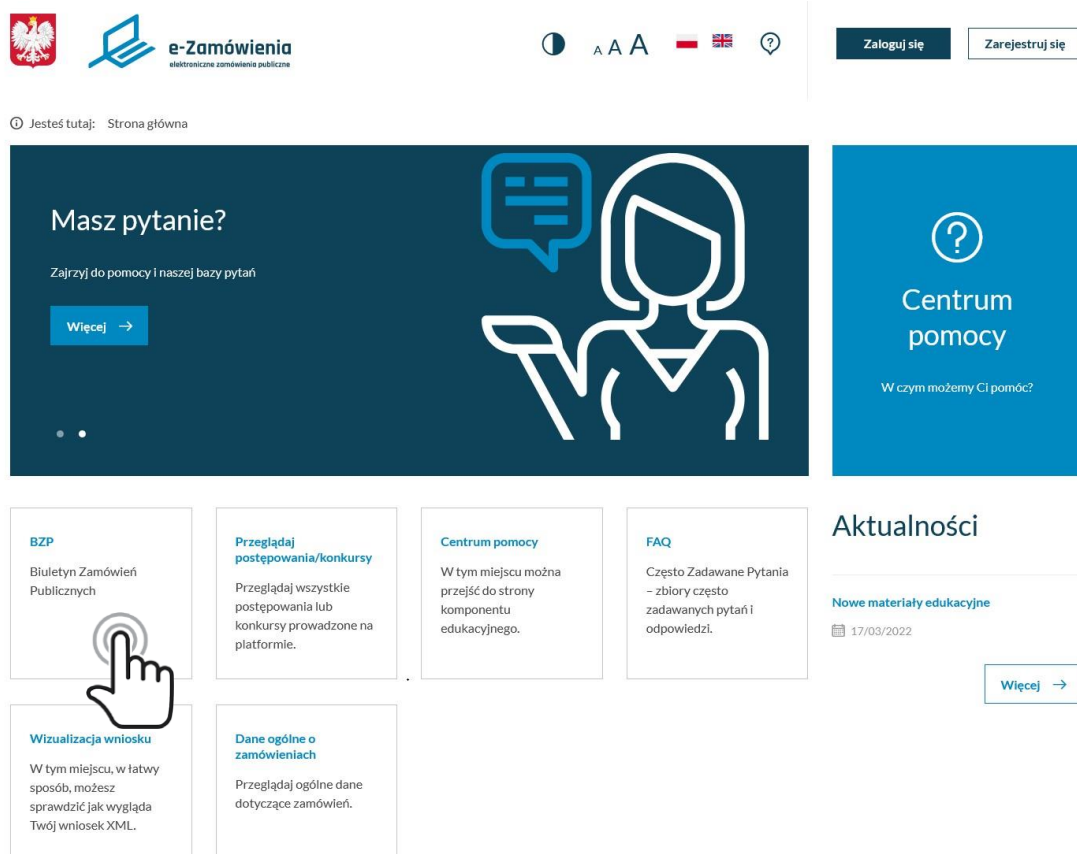 e-Zamówienia
elektroniczne zamówienia publiczne
A A A
?
Zaloguj się
Zarejestruj się
Jesteś tutaj: Strona główna
Masz pytanie?
Zajrzyj do pomocy i naszej bazy pytań
Więcej →
?
Centrum
pomocy
W czym możemy Ci pomóc?
BZP
Biuletyn Zamówień
Publicznych
Przeglądaj
postępowania/konkursy
Przeglądaj wszystkie
postępowania lub
konkursy prowadzone na
platformie.
Centrum pomocy
W tym miejscu można
przejść do strony
komponentu
edukacyjnego.
FAQ
Często Zadawane Pytania
– zbiory często
zadawanych pytań i
odpowiedzi.
Aktualności
Nowe materiały edukacyjne
17/03/2022
Więcej →
Wizualizacja wniosku
W tym miejscu, w łatwy
sposób, możesz
sprawdzić jak wygląda
Twój wniosek XML.
Dane ogólne o
zamówieniach
Przeglądaj ogólne dane
dotyczące zamówień.